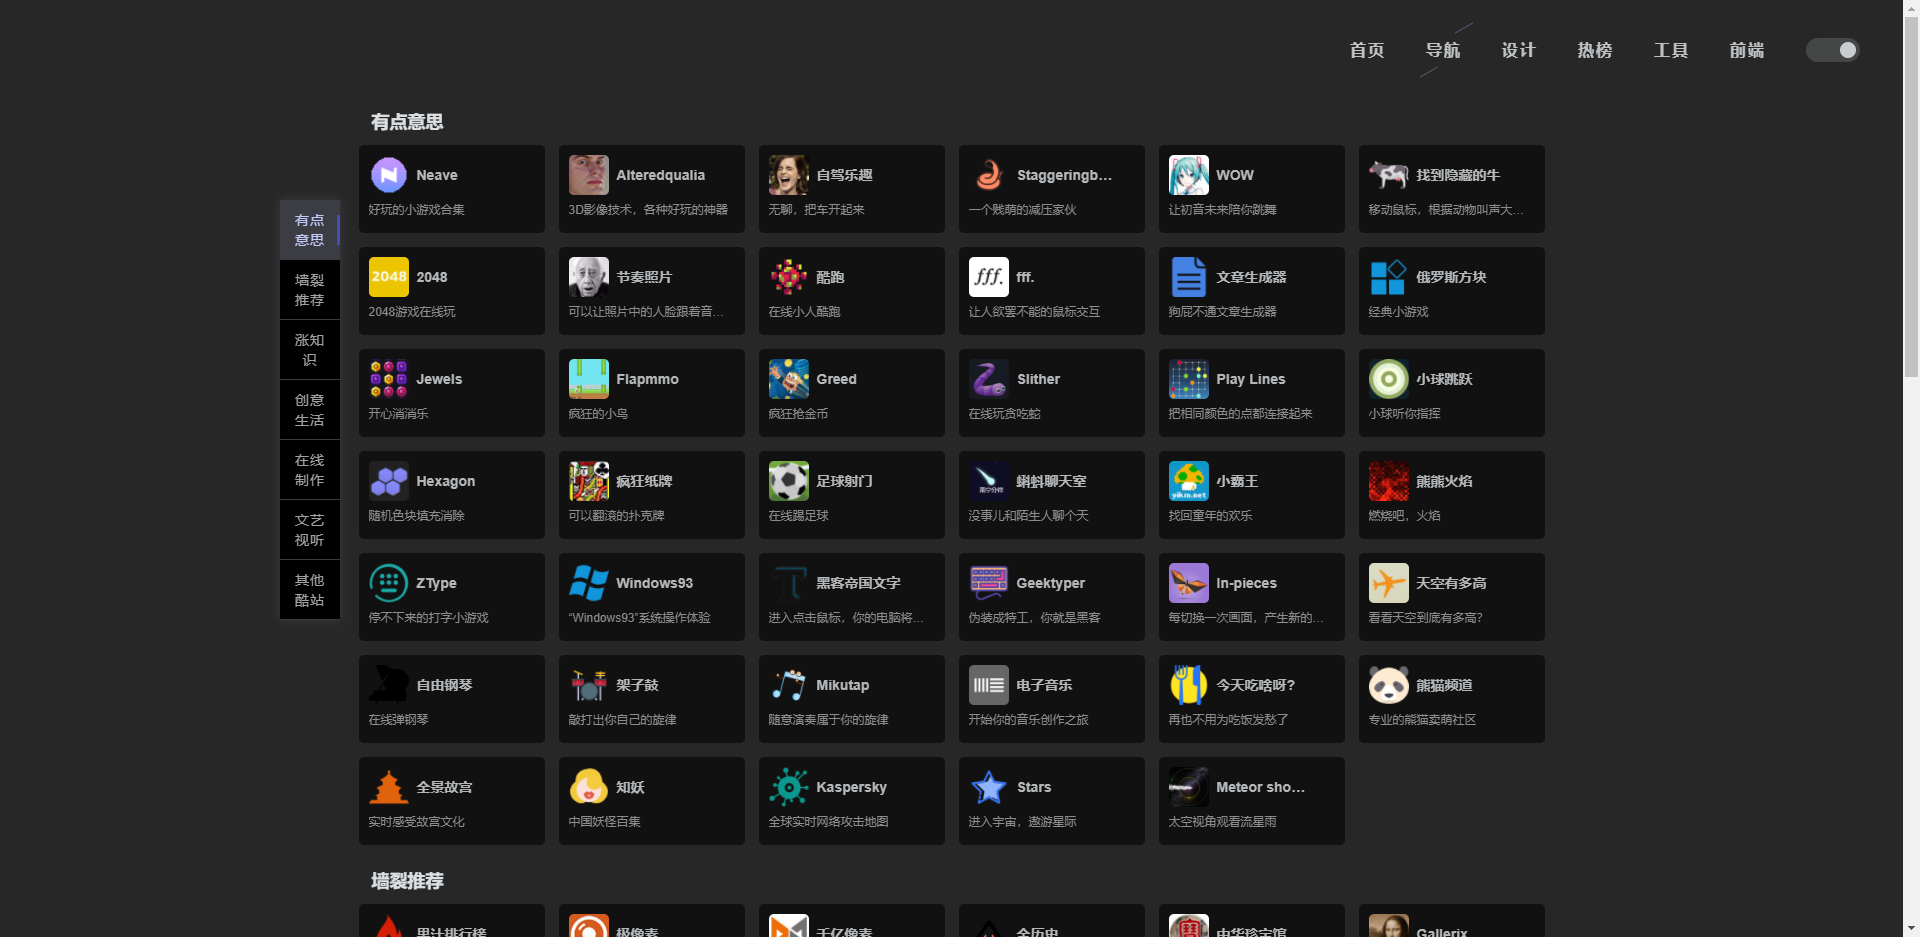 首页 导航 设计 热榜 工具 前端
有点意思
Neave
好玩的小游戏合集
Alteredqualia
3D影像技术，各种好玩的神器
自驾乐趣
无聊，把车开起来
Staggeringb...
一个贱萌的减压家伙
WOW
让初音未来陪你跳舞
找到隐藏的牛
移动鼠标，根据动物叫声大...
有点
意思
墙裂
推荐
涨知
识
创意
生活
在线
制作
文艺
视听
其他
酷站
2048
2048
2048游戏在线玩
节奏照片
可以让照片中的人脸跟着音...
酷跑
在线小人酷跑
fff.
fff.
让人欲罢不能的鼠标交互
文章生成器
狗屁不通文章生成器
俄罗斯方块
经典小游戏
Jewels
开心消消乐
Flapmmo
疯狂的小鸟
Greed
疯狂抢金币
Slither
在线玩贪吃蛇
Play Lines
把相同颜色的点都连接起来
小球跳跃
小球听你指挥
Hexagon
随机色块填充消除
疯狂纸牌
可以翻滚的扑克牌
足球射门
在线踢足球
蝌蚪聊天室
没事儿和陌生人聊个天
yikm.net
小霸王
找回童年的欢乐
熊熊火焰
燃烧吧，火焰
ZType
停不下来的打字小游戏
Windows93
“Windows93”系统操作体验
黑客帝国文字
进入点击鼠标，你的电脑将...
Geektyper
伪装成特工，你就是黑客
In-pieces
每切换一次画面，产生新的...
天空有多高
看看天空到底有多高?
自由钢琴
在线弹钢琴
架子鼓
敲打出你自己的旋律
Mikutap
随意演奏属于你的旋律
电子音乐
开始你的音乐创作之旅
今天吃啥呀?
再也不用为吃饭发愁了
熊猫频道
专业的熊猫卖萌社区
全景故宫
实时感受故宫文化
知妖
中国妖怪百集
Kaspersky
全球实时网络攻击地图
Stars
进入宇宙，遨游星际
Meteor sho...
太空视角观看流星雨
墙裂推荐
果汁排行榜
极像素
千亿像素
全历史
中华珍宝馆
Gallerix